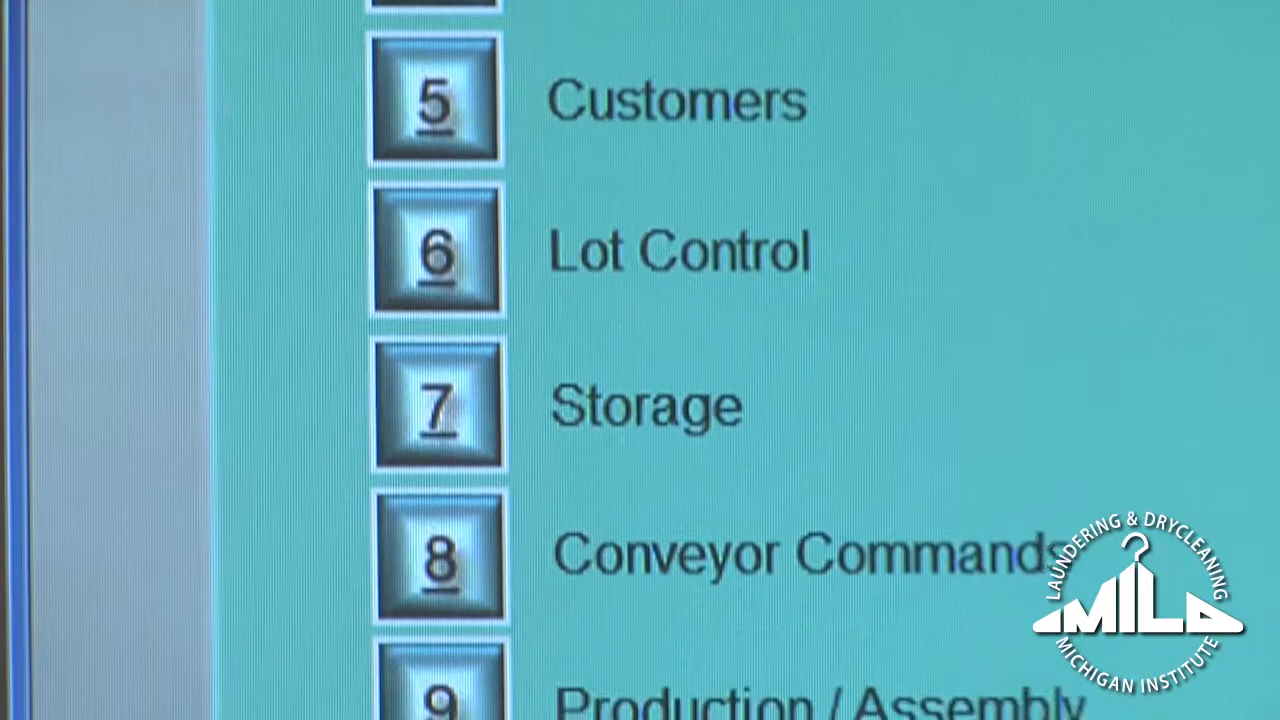 5 Customers
6 Lot Control
7 Storage
8 Conveyor Commands
9 Production / Assembly
LAUNDERING & DRYCLEANING
MILD
MICHIGAN INSTITUTE